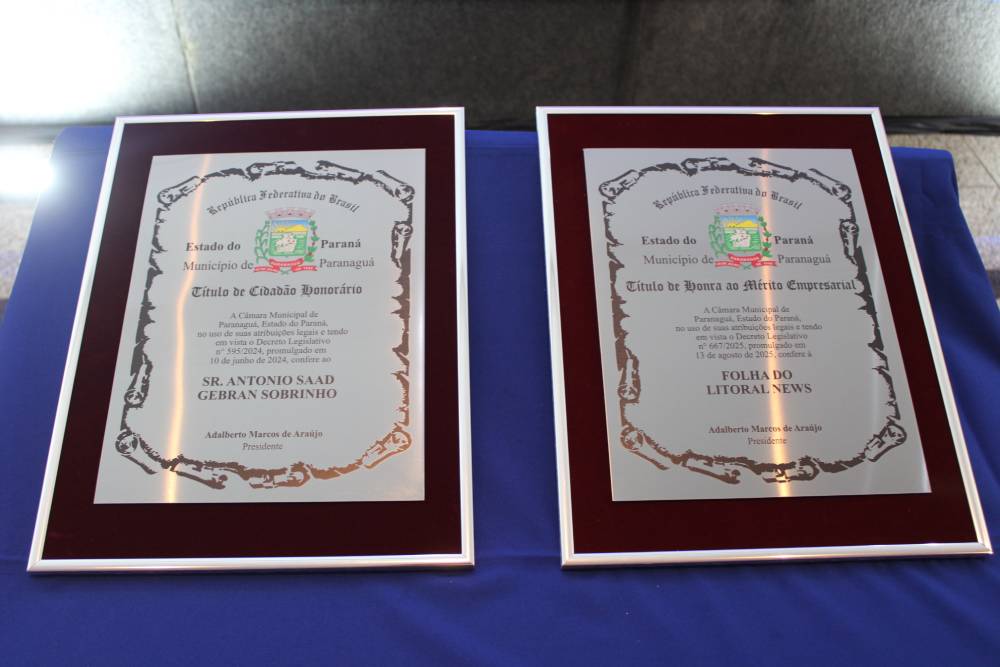 República Federativa do Brasil
Estado do Paraná
Município de Paranaguá
Título de Cidadão Honorário
A Câmara Municipal de
Paranaguá, Estado do Paraná,
no uso de suas atribuições legais e tendo
em vista o Decreto Legislativo
n° 595/2024, promulgado em
10 de junho de 2024, confere ao
SR. ANTONIO SAAD
GEBRAN SOBRINHO
Adalberto Marcos de Araújo
Presidente
República Federativa do Brasil
Estado do Paraná
Município de Paranaguá
Título de Honra ao Mérito Empresarial
A Câmara Municipal de
Paranaguá, Estado do Paraná,
no uso de suas atribuições legais e tendo
em vista o Decreto Legislativo
n° 667/2025, promulgado em
13 de agosto de 2025, confere à
FOLHA DO
LITORAL NEWS
Adalberto Marcos de Araújo
Presidente